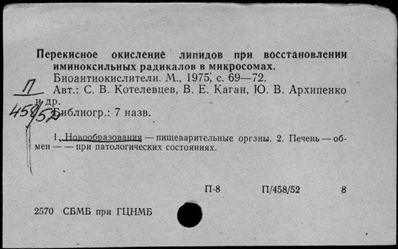 Перекисное окисление липидов при восстановлении
иминоксильных радикалов в микросомах.
Биоантиокислители. М., 1975, с. 69—72.
П Авт.: С. В. Котелевцев, В. Е. Каган, Ю. В. Архипенко
и др.
458/52 Библиогр.: 7 назв.
1. Новообразования — пищеварительные органы. 2. Печень — об-
мен — — при патологических состояниях.
П-8 П/458/52 8
2570 СБМБ при ГЦНМБ